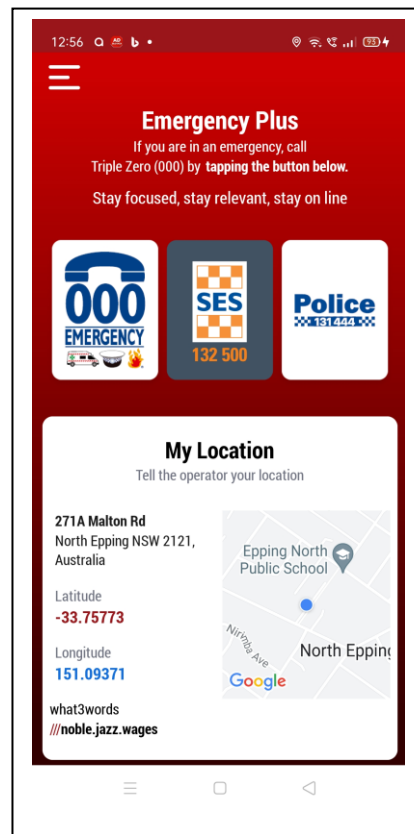 12:56
93
Emergency Plus
If you are in an emergency, call
Triple Zero (000) by tapping the button below.
Stay focused, stay relevant, stay on line
000
EMERGENCY
SES
132 500
Police
131 444
My Location
Tell the operator your location
271A Malton Rd
North Epping NSW 2121,
Australia
Latitude
-33.75773
Longitude
151.09371
what3words
///noble.jazz.wages
Epping North
Public School
Nirimba Ave
North Epping
Google